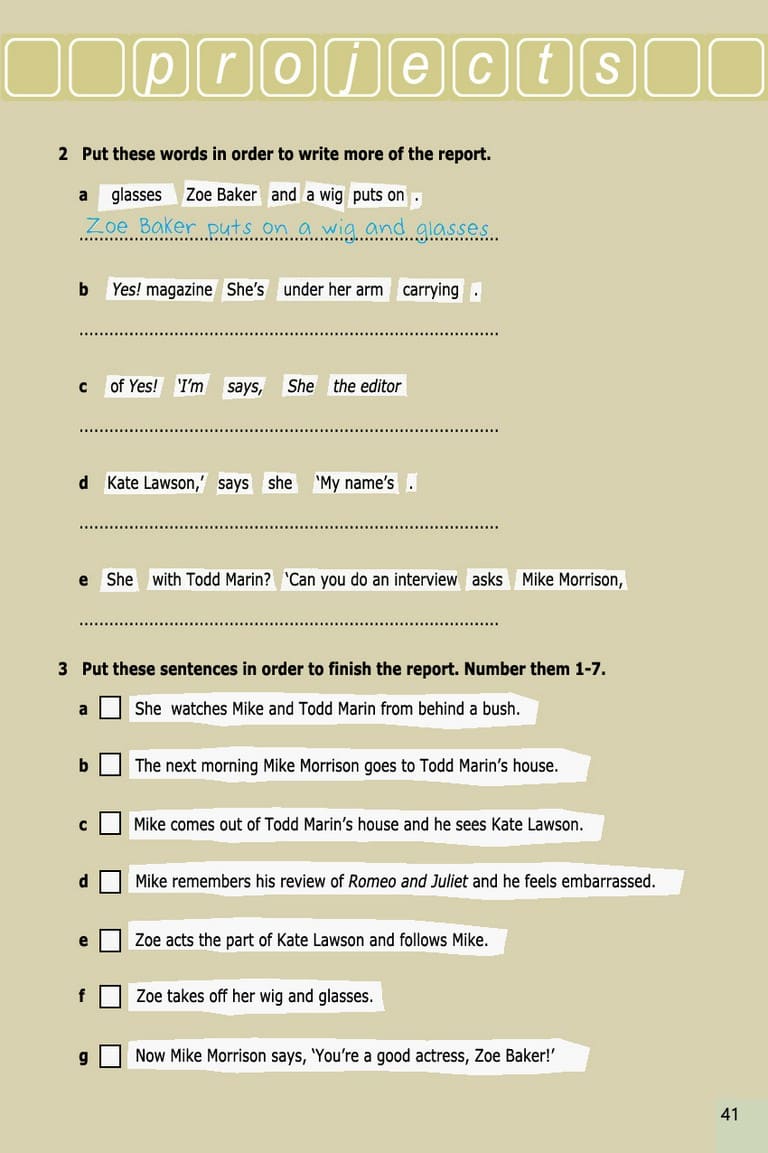 projects
2 Put these words in order to write more of the report.
a glasses Zoe Baker and a wig puts on .
Zoe Baker puts on a wig and glasses
b Yes! magazine She's under her arm carrying .
c of Yes! 'I'm says, She the editor
d Kate Lawson,' says she 'My name's .
e She with Todd Marin? 'Can you do an interview asks Mike Morrison,
3 Put these sentences in order to finish the report. Number them 1-7.
a She watches Mike and Todd Marin from behind a bush.
b The next morning Mike Morrison goes to Todd Marin's house.
c Mike comes out of Todd Marin's house and he sees Kate Lawson.
d Mike remembers his review of Romeo and Juliet and he feels embarrassed.
e Zoe acts the part of Kate Lawson and follows Mike.
f Zoe takes off her wig and glasses.
g Now Mike Morrison says, 'You're a good actress, Zoe Baker!'
41